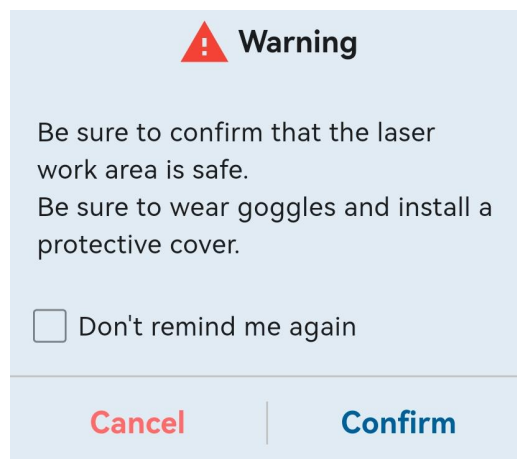 Warning
Be sure to confirm that the laser
work area is safe.
Be sure to wear goggles and install a
protective cover.
Don't remind me again
Cancel Confirm